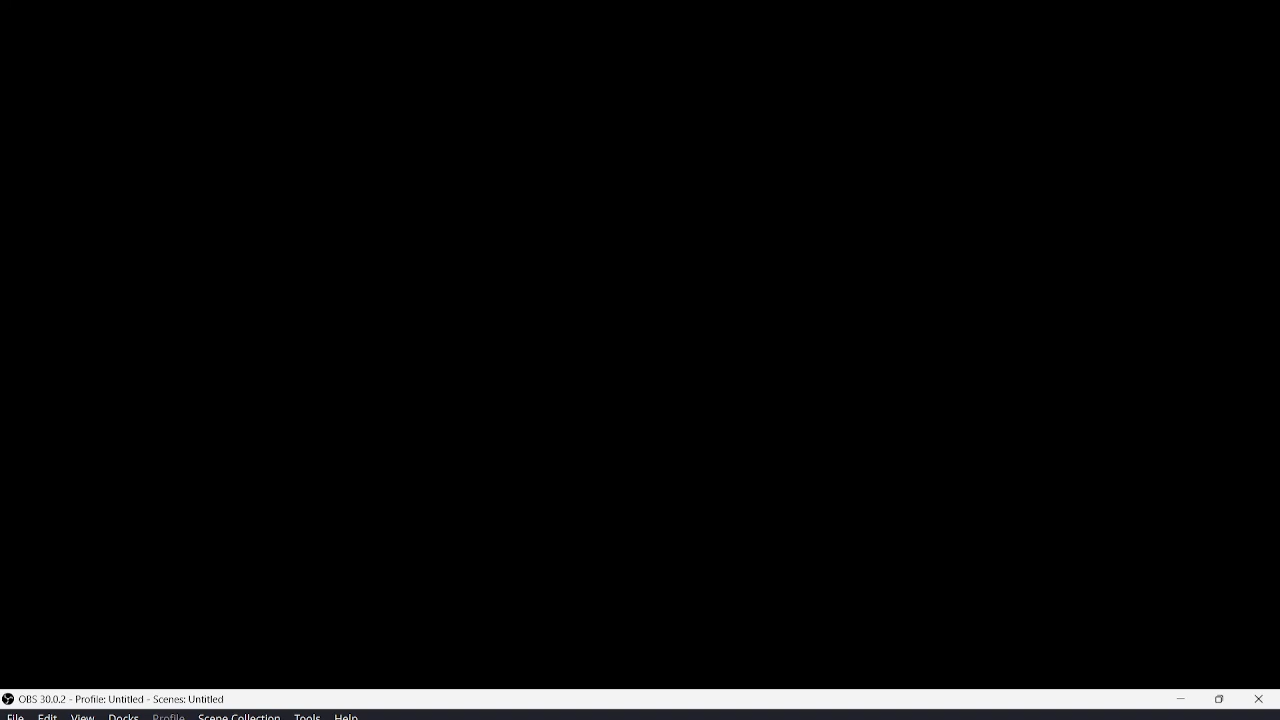 OBS 30.0.2 - Profile: Untitled - Scenes: Untitled
File Edit View Docks Profile Scene Collection Tools Help